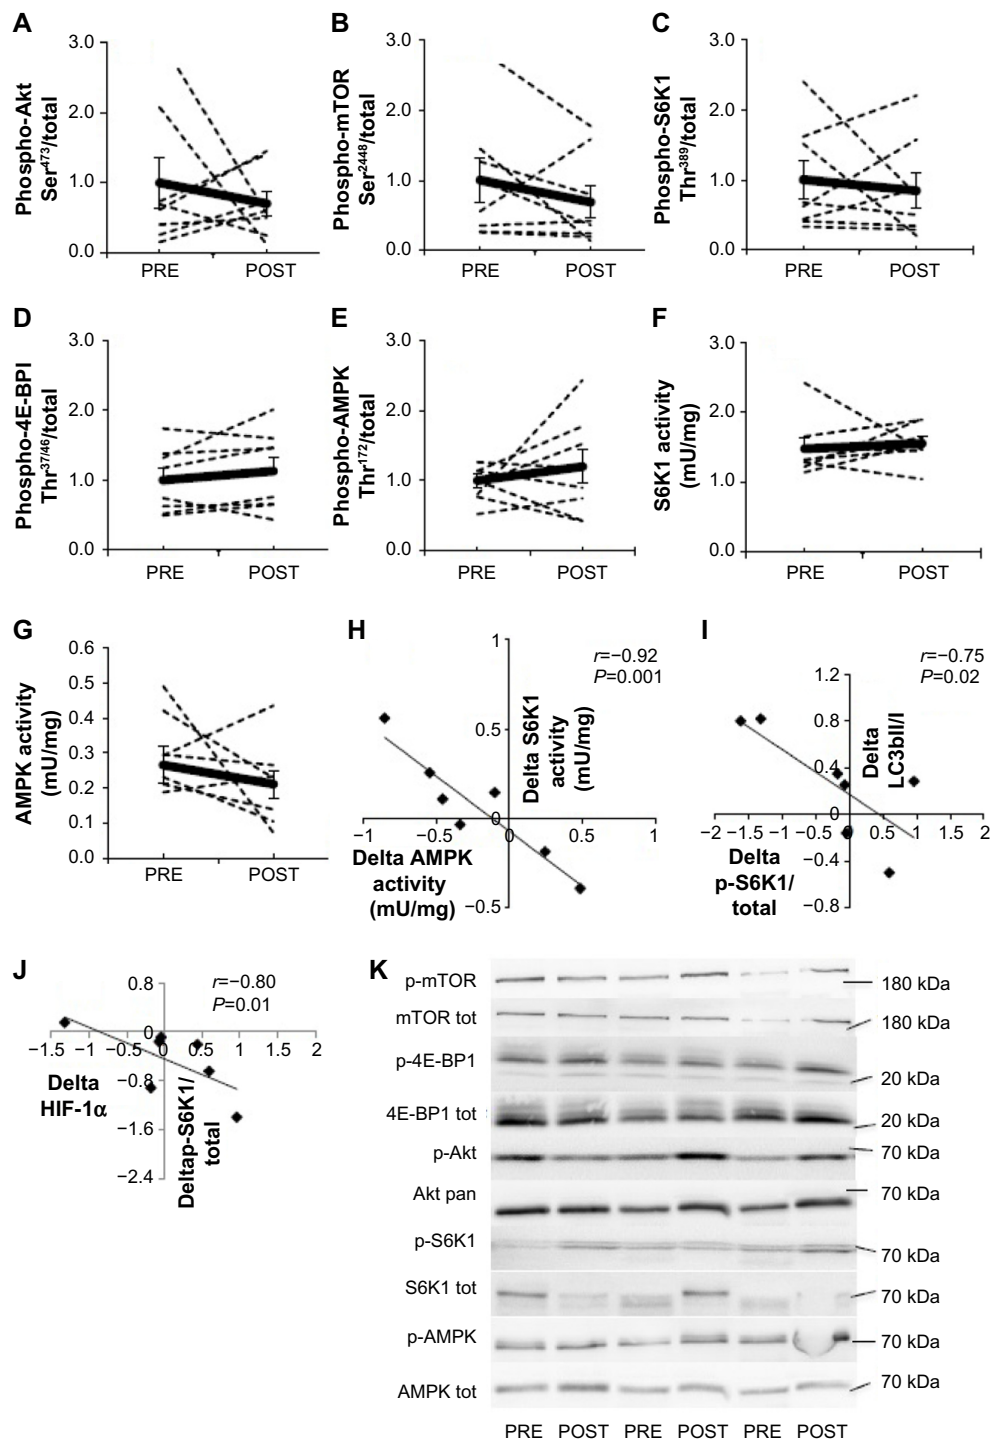 A
Phospho-Akt
Ser473/total
3.0
2.0
1.0
0.0
PRE POST
B
Phospho-mTOR
Ser2448/total
3.0
2.0
1.0
0.0
PRE POST
C
Phospho-S6K1
Thr389/total
3.0
2.0
1.0
0.0
PRE POST
D
Phospho-4E-BPI
Thr37/46/total
3.0
2.0
1.0
0.0
PRE POST
E
Phospho-AMPK
Thr172/total
3.0
2.0
1.0
0.0
PRE POST
F
S6K1 activity
(mU/mg)
3.0
2.0
1.0
0.0
PRE POST
G
AMPK activity
(mU/mg)
0.6
0.5
0.4
0.3
0.2
0.1
0.0
PRE POST
H
r=−0.92
P=0.001
Delta S6K1
activity
(mU/mg)
1
0.5
0
−0.5
−1 −0.5 0 0.5 1
Delta AMPK
activity
(mU/mg)
I
r=−0.75
P=0.02
Delta
LC3bII/I
1.2
0.8
0.4
0
−0.4
−0.8
−2 −1.5 −1 −0.5 0 0.5 1 1.5 2
Delta
p-S6K1/
total
J
r=−0.80
P=0.01
0.8
0
−0.8
−1.6
−2.4
−1.5 −1 −0.5 0 0.5 1 1.5 2
Delta
HIF-1α
Deltap-S6K1/
total
K
p-mTOR 180 kDa
mTOR tot 180 kDa
p-4E-BP1 20 kDa
4E-BP1 tot 20 kDa
p-Akt 70 kDa
Akt pan 70 kDa
p-S6K1 70 kDa
S6K1 tot 70 kDa
p-AMPK 70 kDa
AMPK tot 70 kDa
PRE POST PRE POST PRE POST